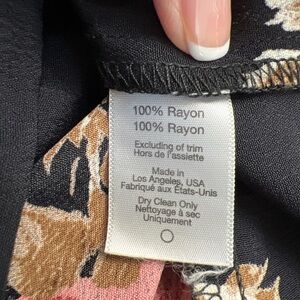 100% Rayon
100% Rayon
Excluding of trim
Hors de l'assiette
Made in
Los Angeles, USA
Fabriqué aux États-Unis
Dry Clean Only
Nettoyage à sec
Uniquement